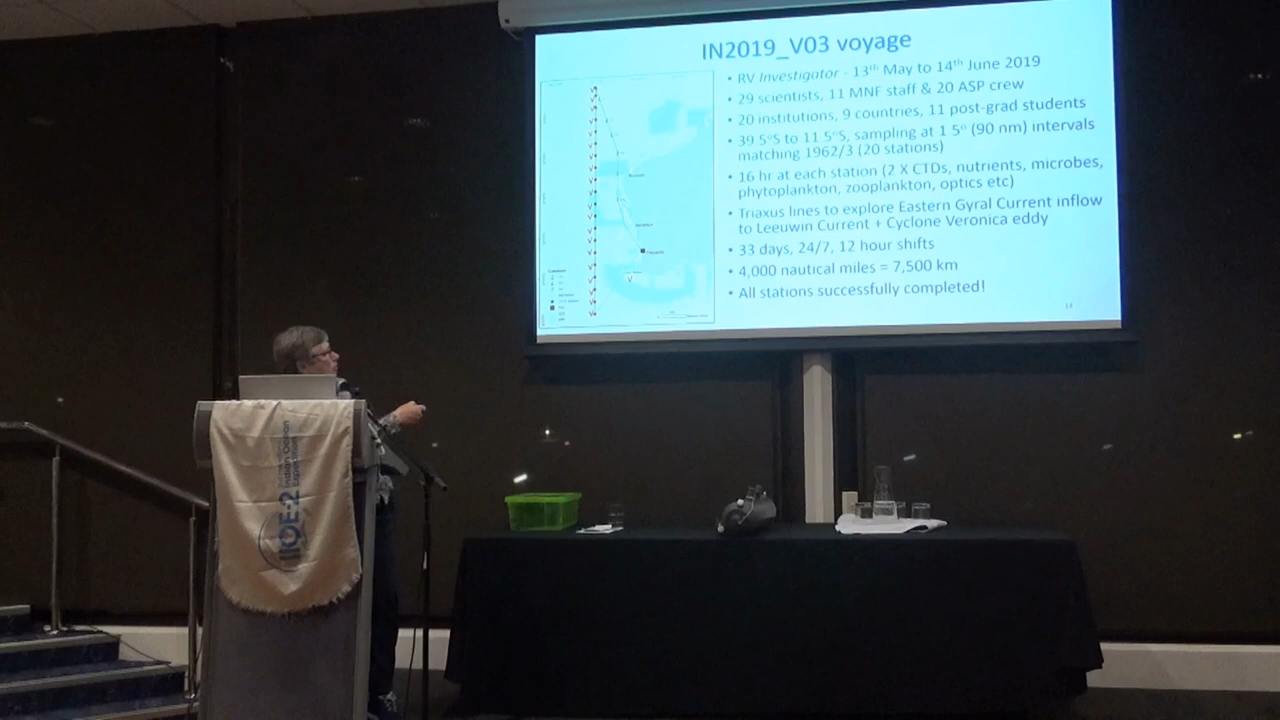 IN2019_V03 voyage
• RV Investigator - 13th May to 14th June 2019
• 29 scientists, 11 MNF staff & 20 ASP crew
• 20 institutions, 9 countries, 11 post-grad students
• 39 5°S to 11 5°S, sampling at 1 5° (90 nm) intervals
matching 1962/3 (20 stations)
• 16 hr at each station (2 X CTDs, nutrients, microbes,
phytoplankton, zooplankton, optics etc)
• Triaxus lines to explore Eastern Gyral Current inflow
to Leeuwin Current + Cyclone Veronica eddy
• 33 days, 24/7, 12 hour shifts
• 4,000 nautical miles = 7,500 km
• All stations successfully completed!
IIOE-2
Indian Ocean